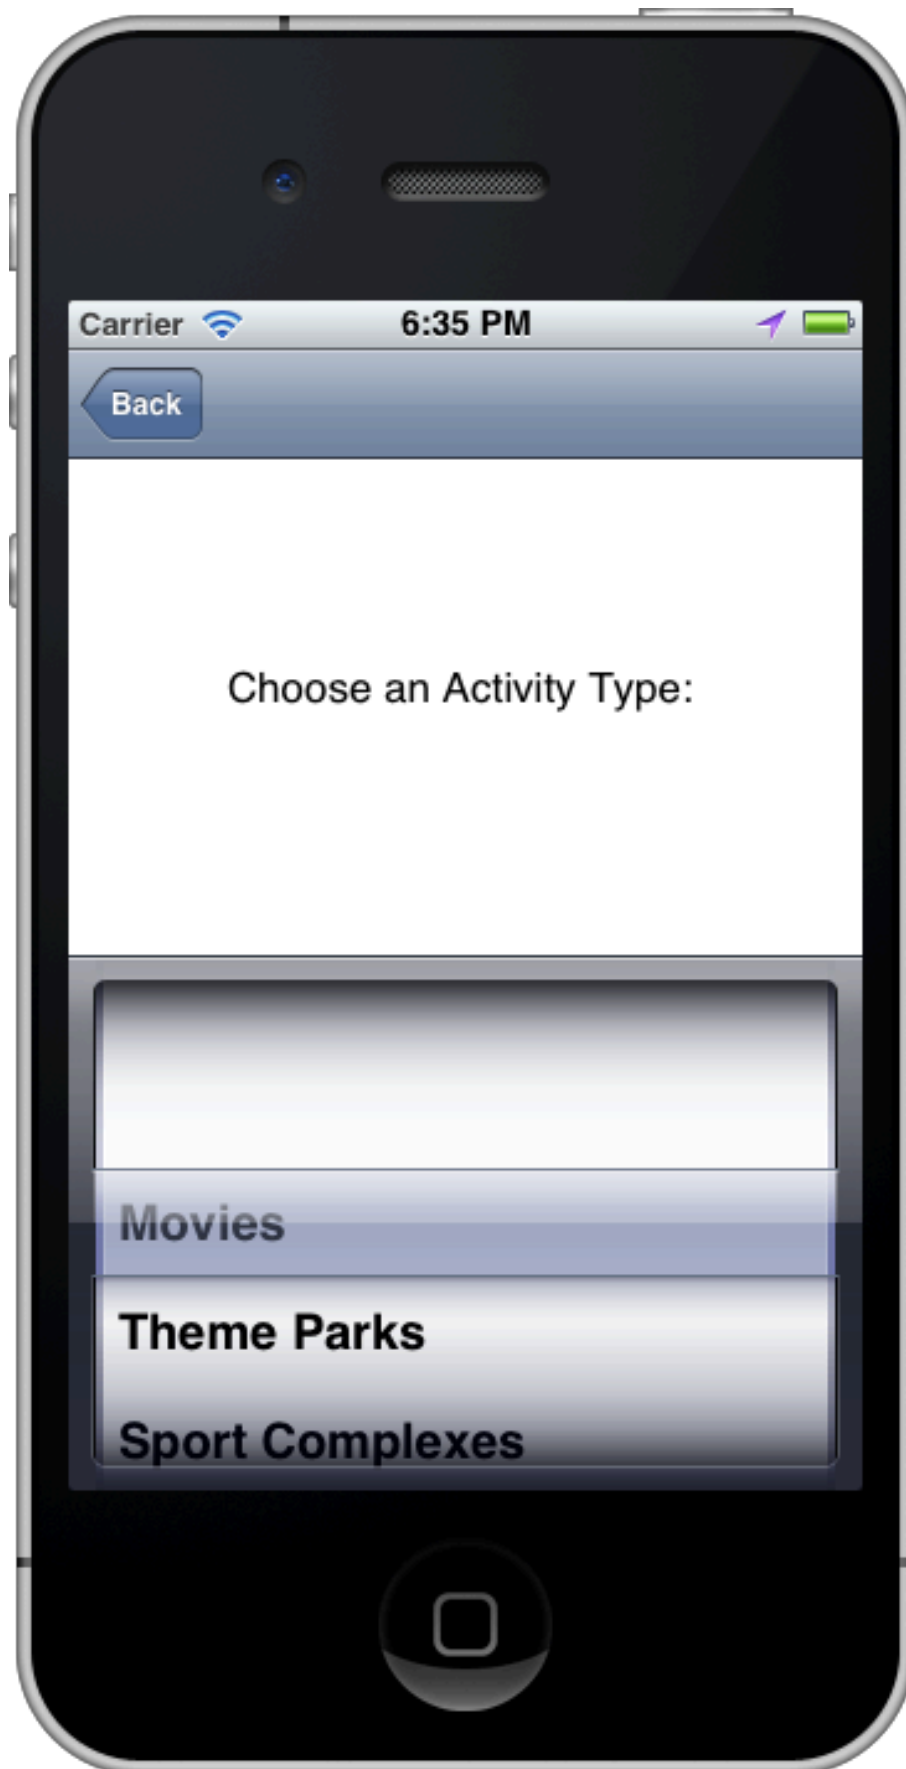 Carrier 6:35 PM
Back
Choose an Activity Type:
Movies
Theme Parks
Sport Complexes